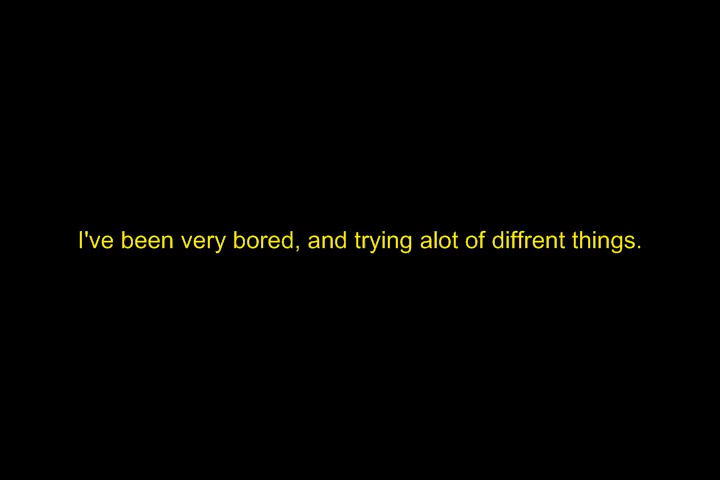 I've been very bored, and trying alot of diffrent things.